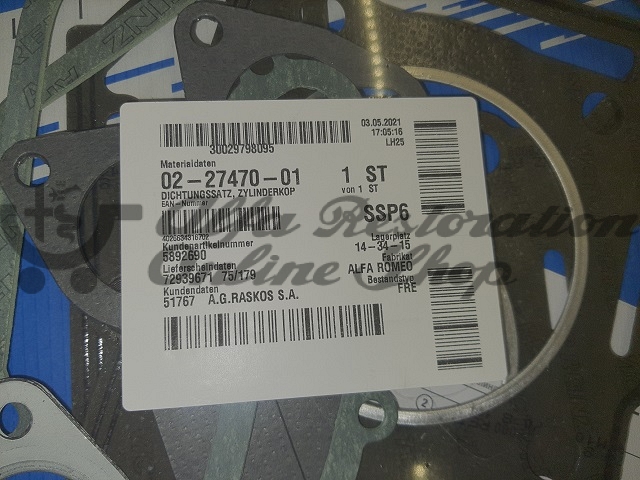 30029798095
03.05.2021
17:05:16
LH25
Materialdaten
02-27470-01
1 ST
DICHTUNGSSATZ, ZYLINDERKOP
von 1 ST
EAN-Nummer
SSP6
Kundenartikelnummer
Lagerplatz
5892690
14-34-15
Lieferscheindaten
Fabrikat
72939671 75/179
ALFA ROMEO
Kundendaten
Bestandstyp
51767 A.G.RASKOS S.A.
FRE
Alfa Restoration
Online Shop
2